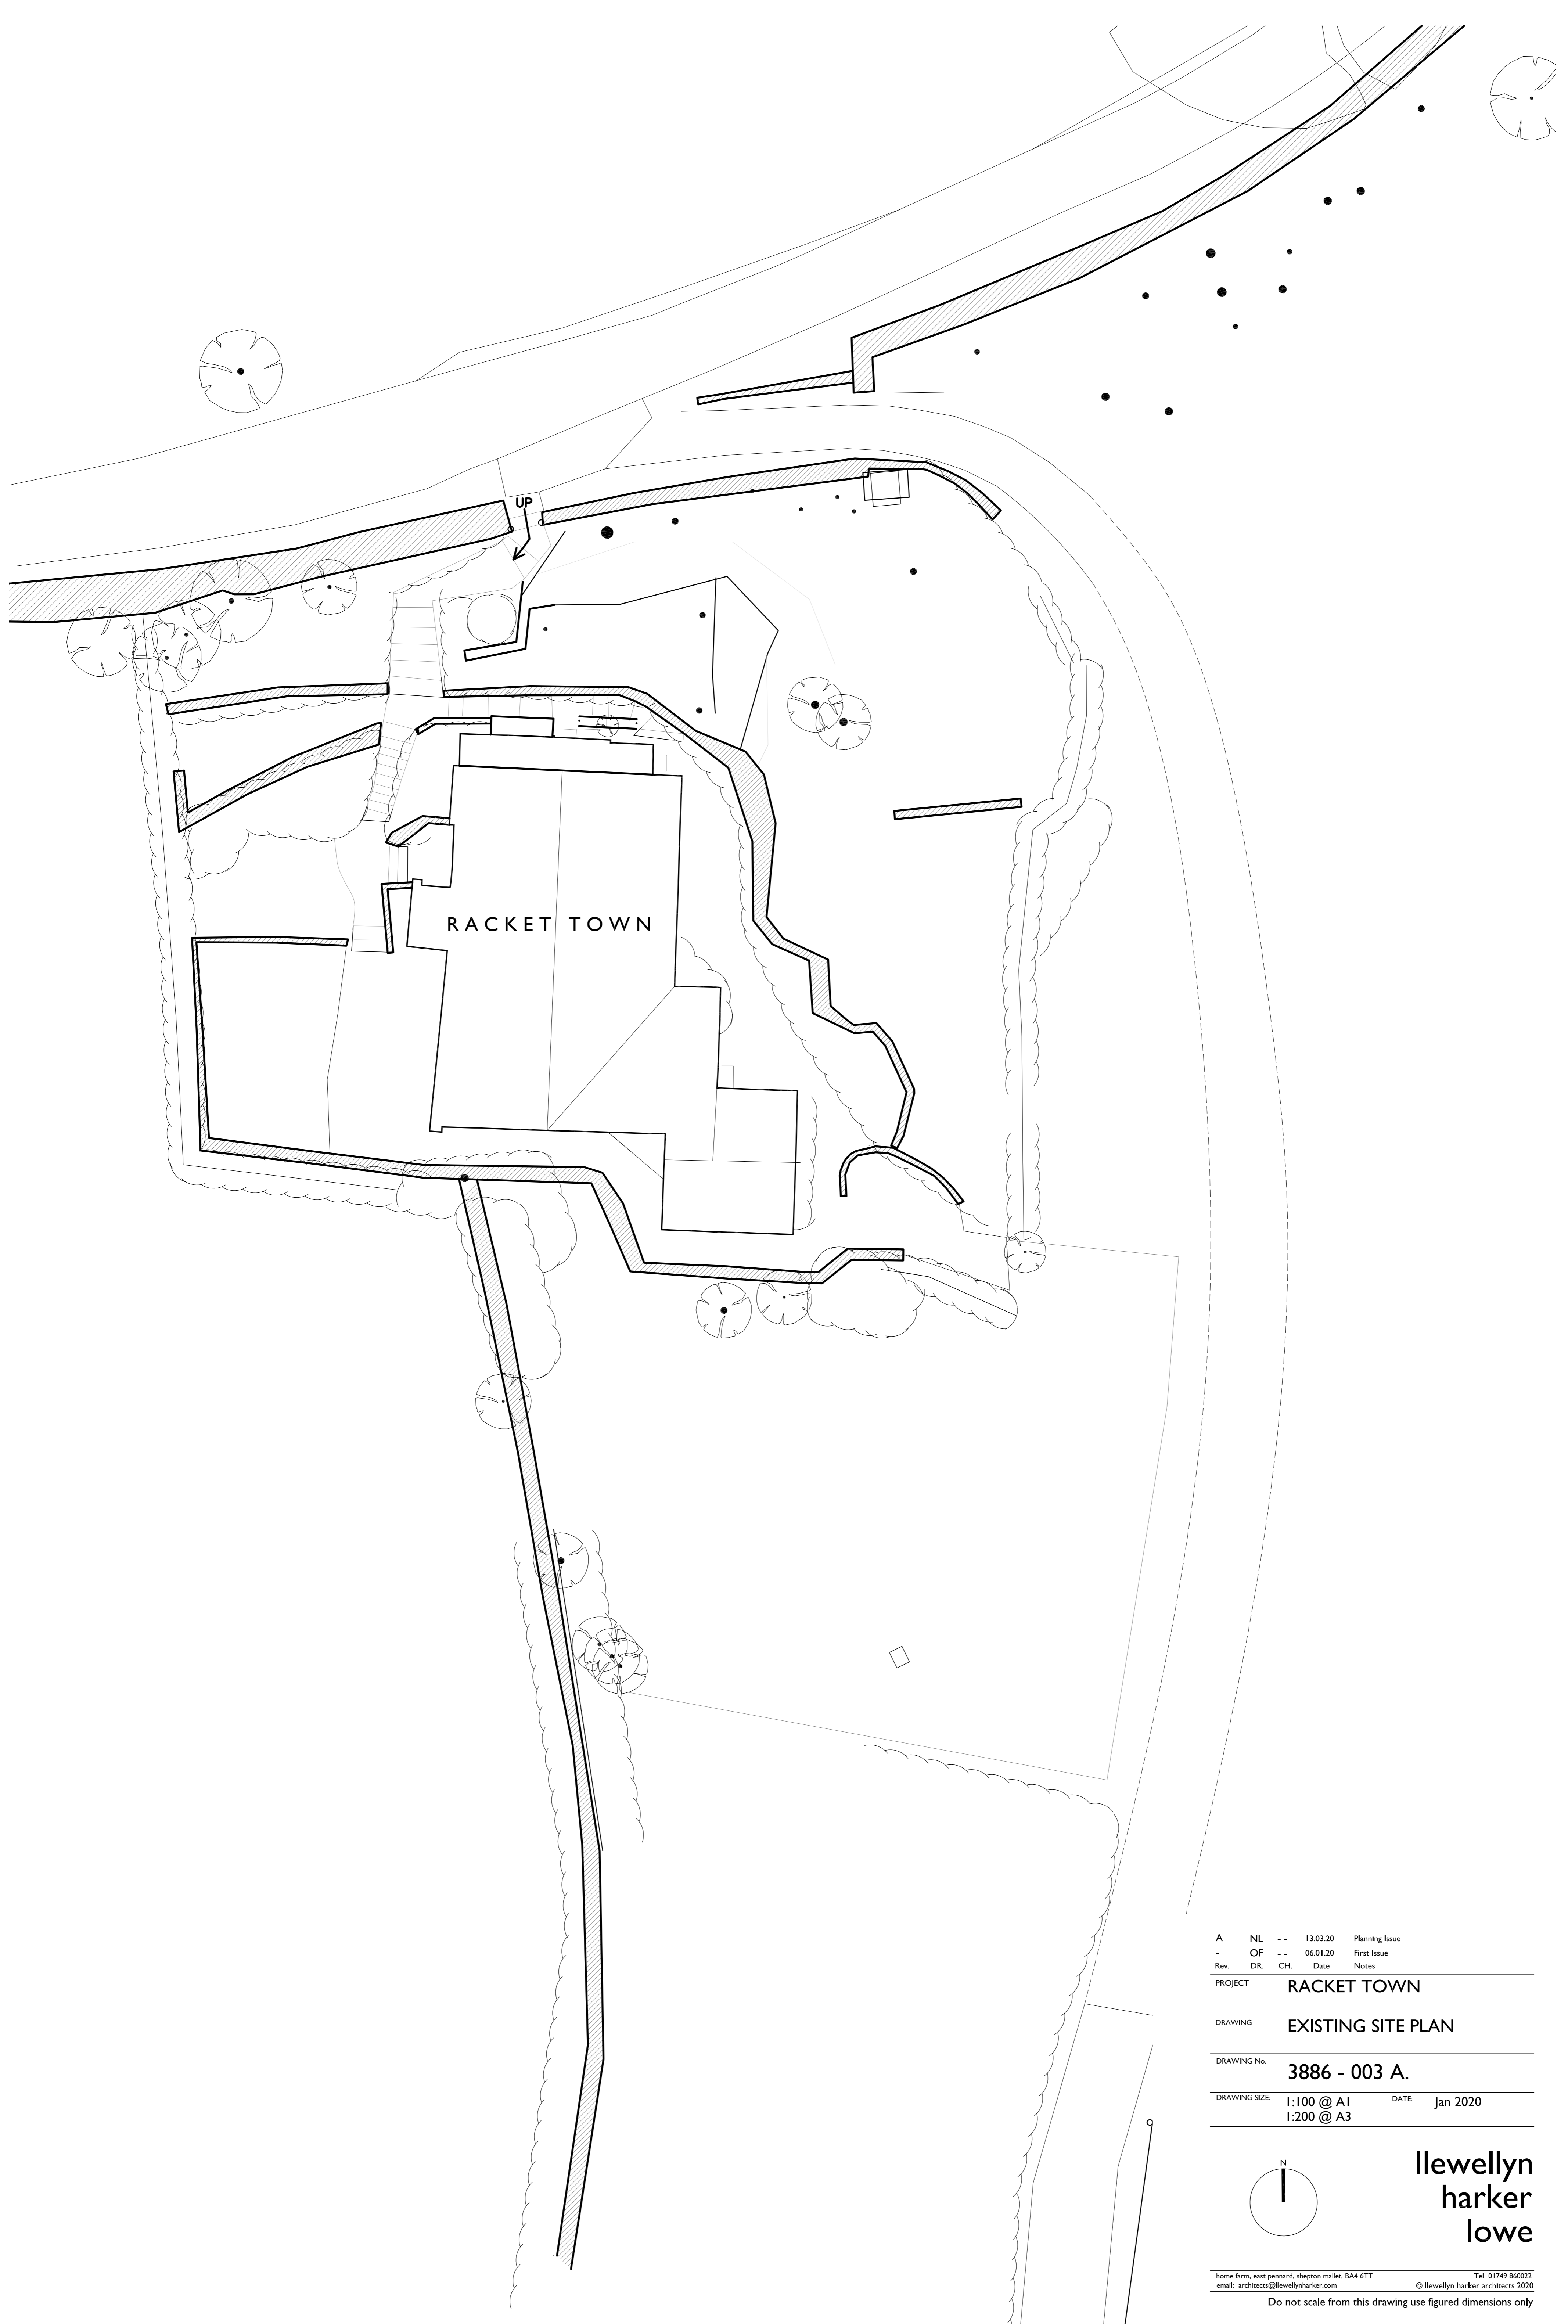 UP
RACKET TOWN
A NL - - 13.03.20 Planning Issue
- OF - - 06.01.20 First Issue
Rev. DR. CH. Date Notes
PROJECT RACKET TOWN
DRAWING EXISTING SITE PLAN
DRAWING No. 3886 - 003 A.
DRAWING SIZE: 1:100 @ A1 DATE: Jan 2020
1:200 @ A3
N
llewellyn
harker
lowe
home farm, east pennard, shepton mallet, BA4 6TT Tel 01749 860022
email: architects@llewellynharker.com © llewellyn harker architects 2020
Do not scale from this drawing use figured dimensions only